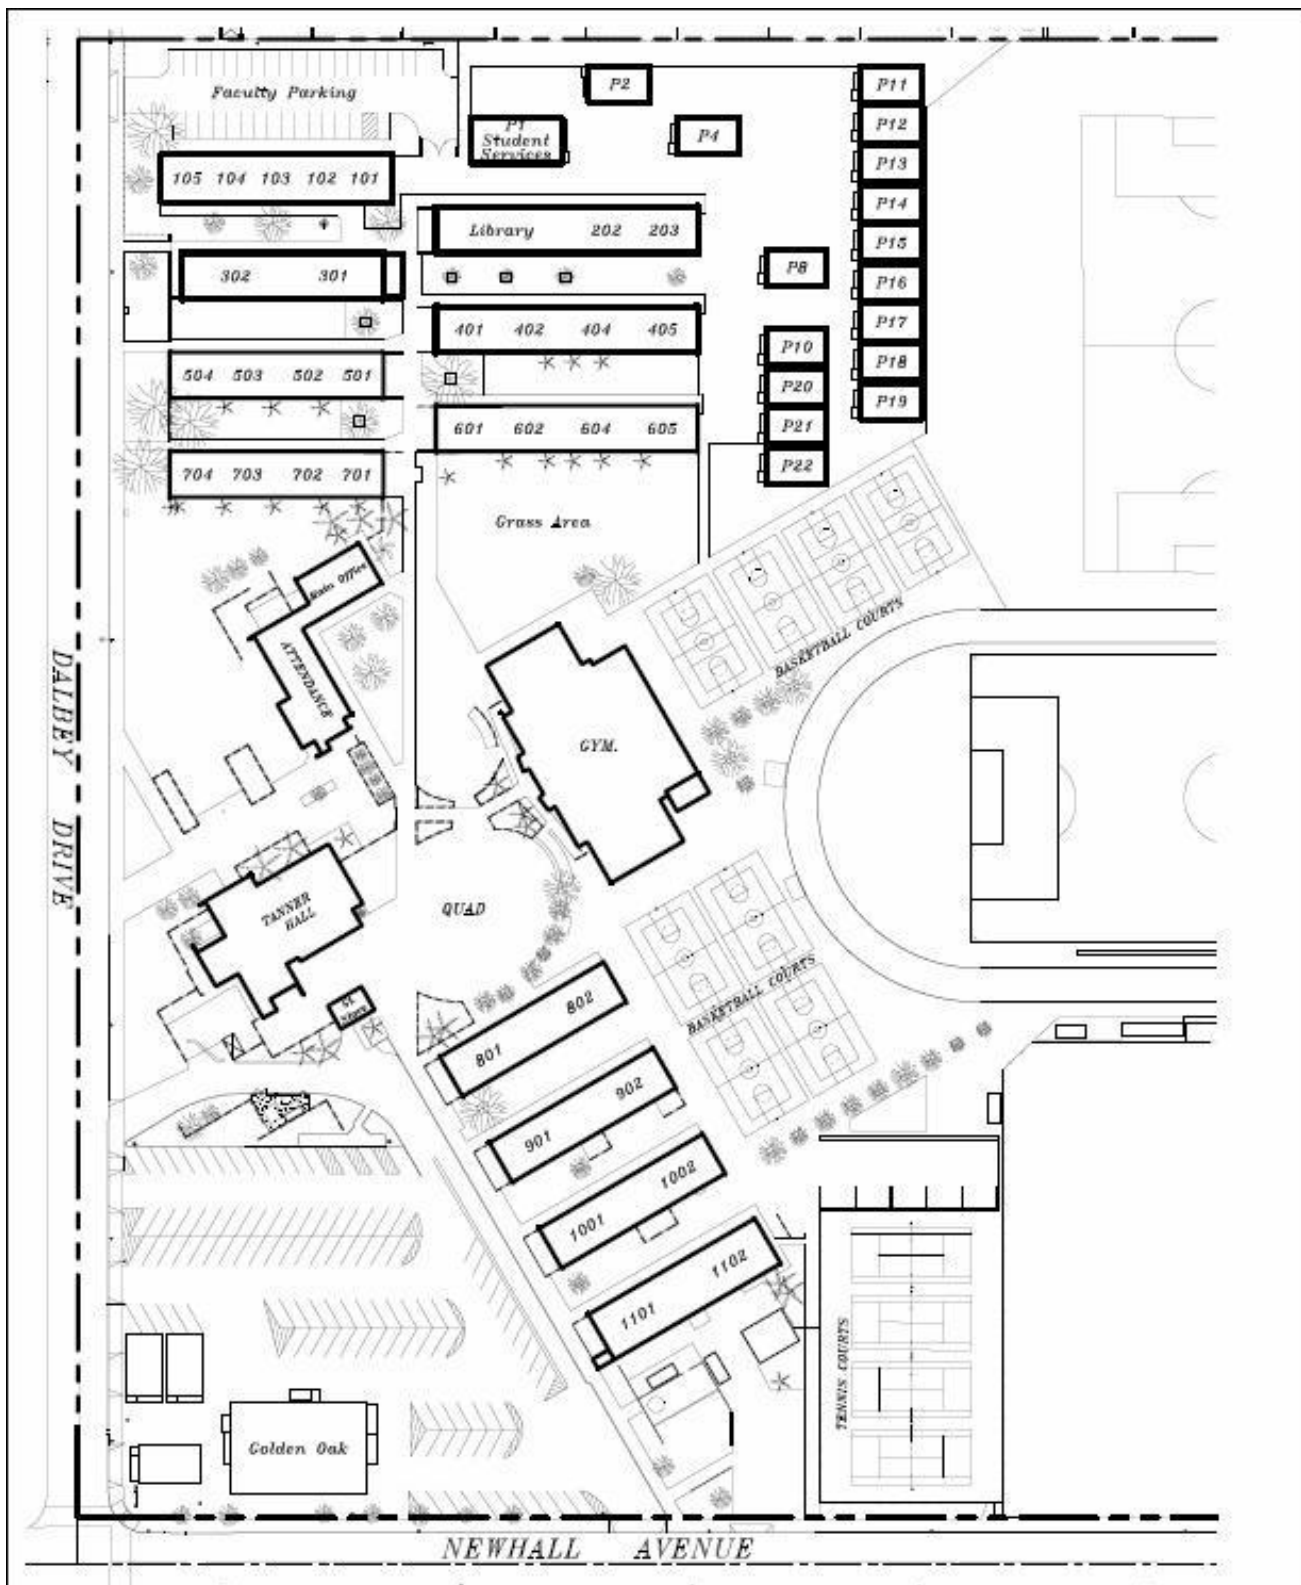 Faculty Parking
P2
P11
P12
P1
Student
Services
P4
P13
105 104 103 102 101
P14
Library 202 203
P15
302 301
P8
P16
401 402 404 405
P17
P10
P18
504 503 502 501
P20
P19
601 602 604 605
P21
704 703 702 701
P22
Grass Area
Main Office
BASKETBALL COURTS
ATTENDANCE
DALBEY DRIVE
GYM.
TANNER
HALL
QUAD
BASKETBALL COURTS
802
801
902
901
1002
1001
1102
1101
TENNIS COURTS
Golden Oak
NEWHALL AVENUE